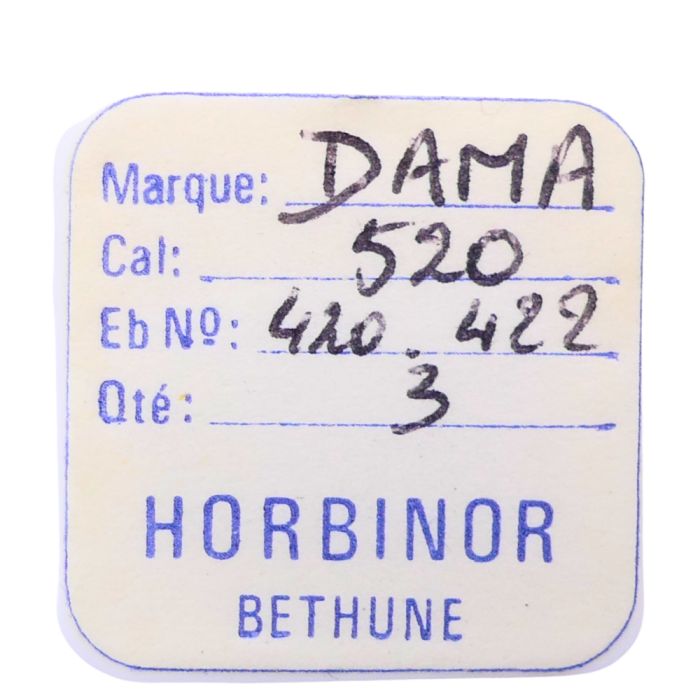 Marque: DAMA
Cal: 520
Eb Nº: 420. 422
Qté: 3
HORBINOR
BETHUNE